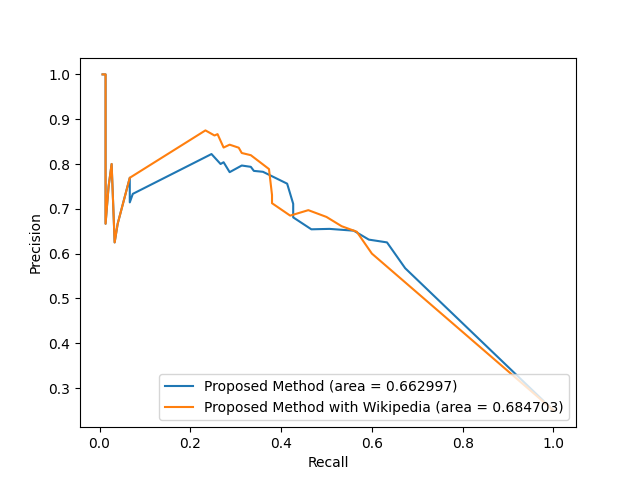 1.0
0.9
0.8
0.7
0.6
0.5
0.4
0.3
Precision
Proposed Method (area = 0.662997)
Proposed Method with Wikipedia (area = 0.684703)
0.0 0.2 0.4 0.6 0.8 1.0
Recall